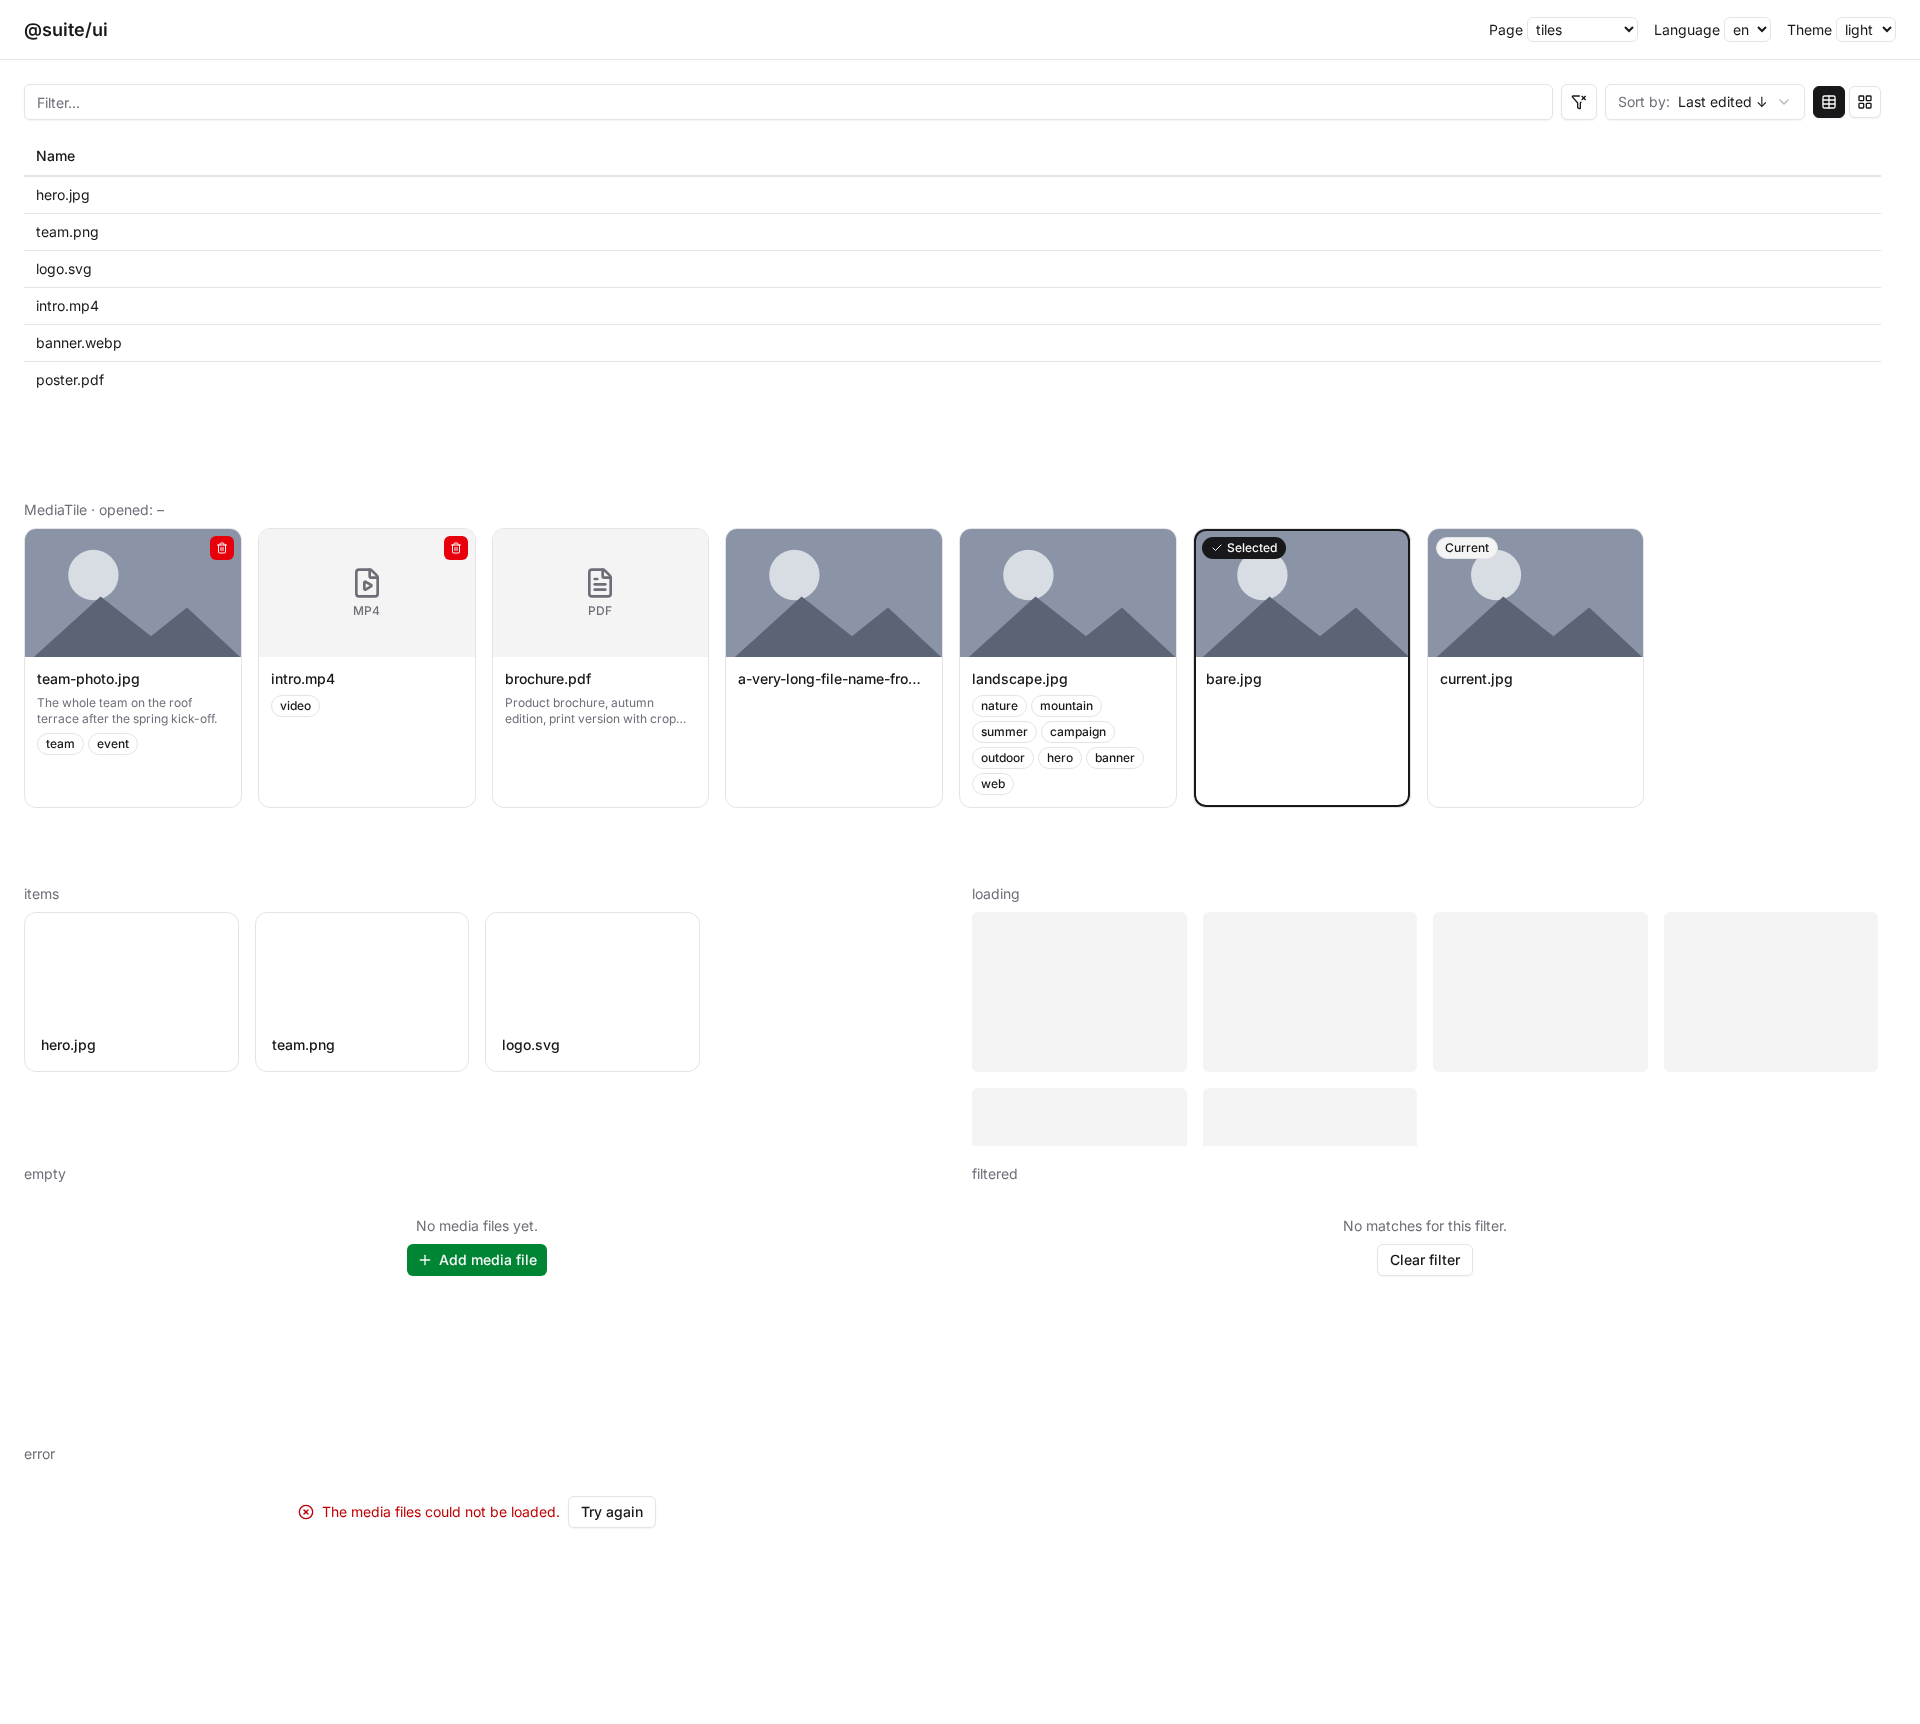 @suite/ui
Page tiles Language en Theme light
Filter...
Sort by: Last edited ↓
Name
hero.jpg
team.png
logo.svg
intro.mp4
banner.webp
poster.pdf
MediaTile · opened: –
MP4
PDF
Selected
Current
team-photo.jpg
The whole team on the roof
terrace after the spring kick-off.
team event
intro.mp4
video
brochure.pdf
Product brochure, autumn
edition, print version with crop...
a-very-long-file-name-fro...
landscape.jpg
nature mountain
summer campaign
outdoor hero banner
web
bare.jpg
current.jpg
items
hero.jpg
team.png
logo.svg
loading
empty
No media files yet.
Add media file
filtered
No matches for this filter.
Clear filter
error
The media files could not be loaded. Try again